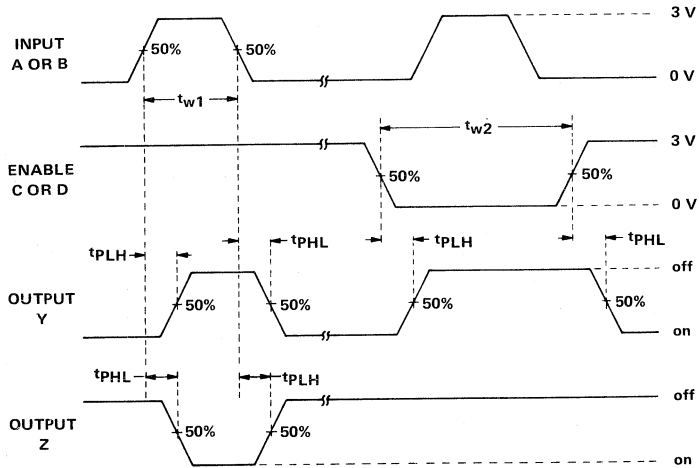 INPUT
A OR B
50%
50%
3 V
0 V
tw1
tw2
ENABLE
C OR D
50%
50%
3 V
0 V
tPLH
tPHL
tPLH
tPHL
OUTPUT
Y
50%
50%
50%
50%
off
on
tPHL
tPLH
OUTPUT
Z
50%
50%
off
on